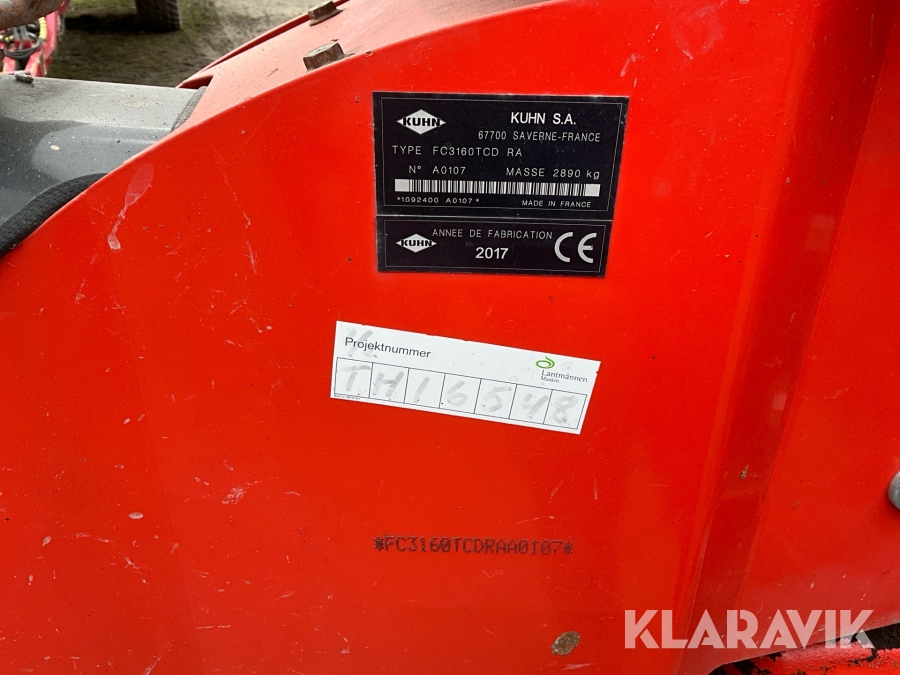 KUHN
KUHN S.A.
67700 SAVERNE-FRANCE
TYPE FC3160TCD RA
N° A0107 MASSE 2890 kg
*1092400 A0107*
MADE IN FRANCE
KUHN
ANNEE DE FABRICATION
2017
CE
Projektnummer
Lantmännen
Maskin
TH16548
*FC3160TCDRAA0107*
KLARAVIK